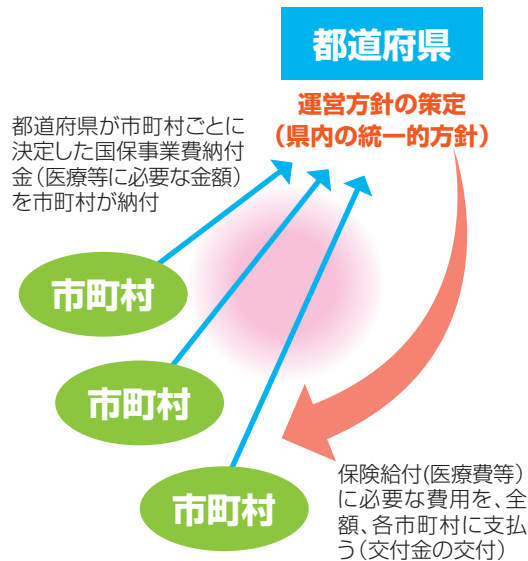 都道府県
運営方針の策定
(県内の統一的方針)
都道府県が市町村ごとに
決定した国保事業費納付
金(医療等に必要な金額)
を市町村が納付
市町村
市町村
市町村
保険給付(医療費等)
に必要な費用を、全
額、各市町村に支払
う(交付金の交付)